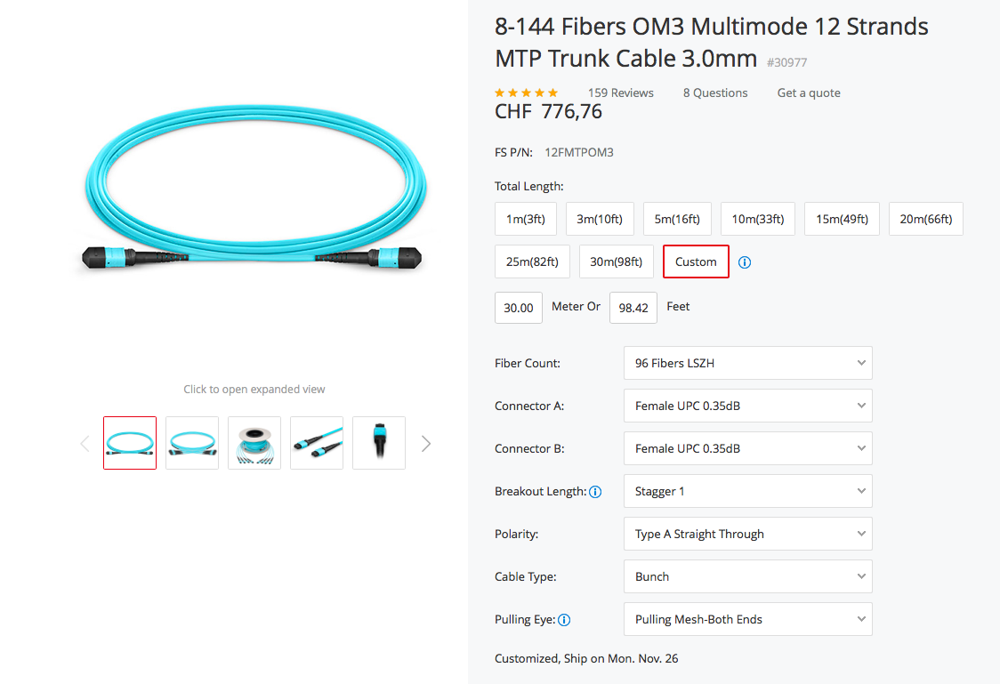 8-144 Fibers OM3 Multimode 12 Strands
MTP Trunk Cable 3.0mm #30977
159 Reviews 8 Questions Get a quote
CHF 776,76
FS P/N: 12FMTPOM3
Total Length:
1m(3ft) 3m(10ft) 5m(16ft) 10m(33ft) 15m(49ft) 20m(66ft)
25m(82ft) 30m(98ft) Custom
30.00 Meter Or 98.42 Feet
Fiber Count: 96 Fibers LSZH
Connector A: Female UPC 0.35dB
Connector B: Female UPC 0.35dB
Breakout Length: Stagger 1
Polarity: Type A Straight Through
Cable Type: Bunch
Pulling Eye: Pulling Mesh-Both Ends
Customized, Ship on Mon. Nov. 26
Click to open expanded view